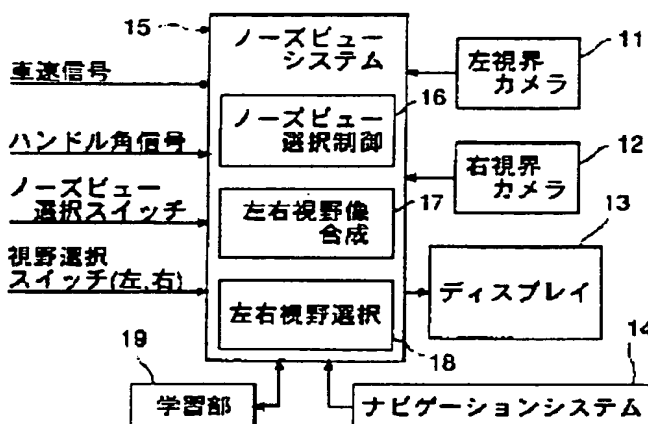 15
ノーズビュー
システム
車速信号
ノーズビュー
選択制御
16
ハンドル角信号
ノーズビュー
選択スイッチ
左右視野像
合成
17
視野選択
スイッチ(左,右)
左右視野選択
18
左視界
カメラ
11
右視界
カメラ
12
13
ディスプレイ
14
19
学習部
ナビゲーションシステム